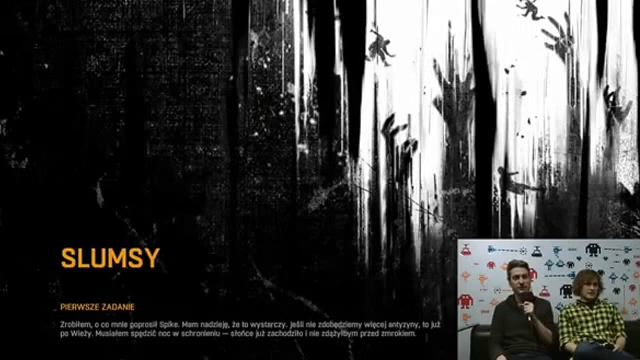 SLUMSY
PIERWSZE ZADANIE
Zrobiłem, o co mnie poprosił Spike. Mam nadzieję, że to wystarczy. Jeśli nie zdobędziemy więcej antyzyny, to już
po Wieży. Musiałem spędzić noc w schronieniu — słońce już zachodziło i nie zdążyłbym przed zmrokiem.